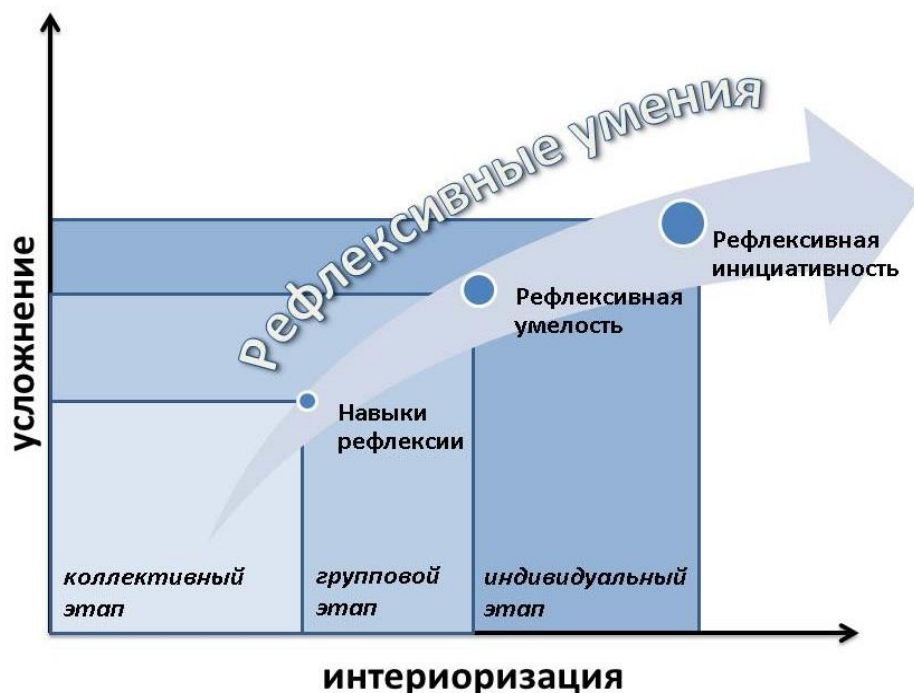 Рефлексивные умения
усложнение
Рефлексивная
инициативность
Рефлексивная
умелость
Навыки
рефлексии
коллективный
этап
групповой
этап
индивидуальный
этап
интериоризация